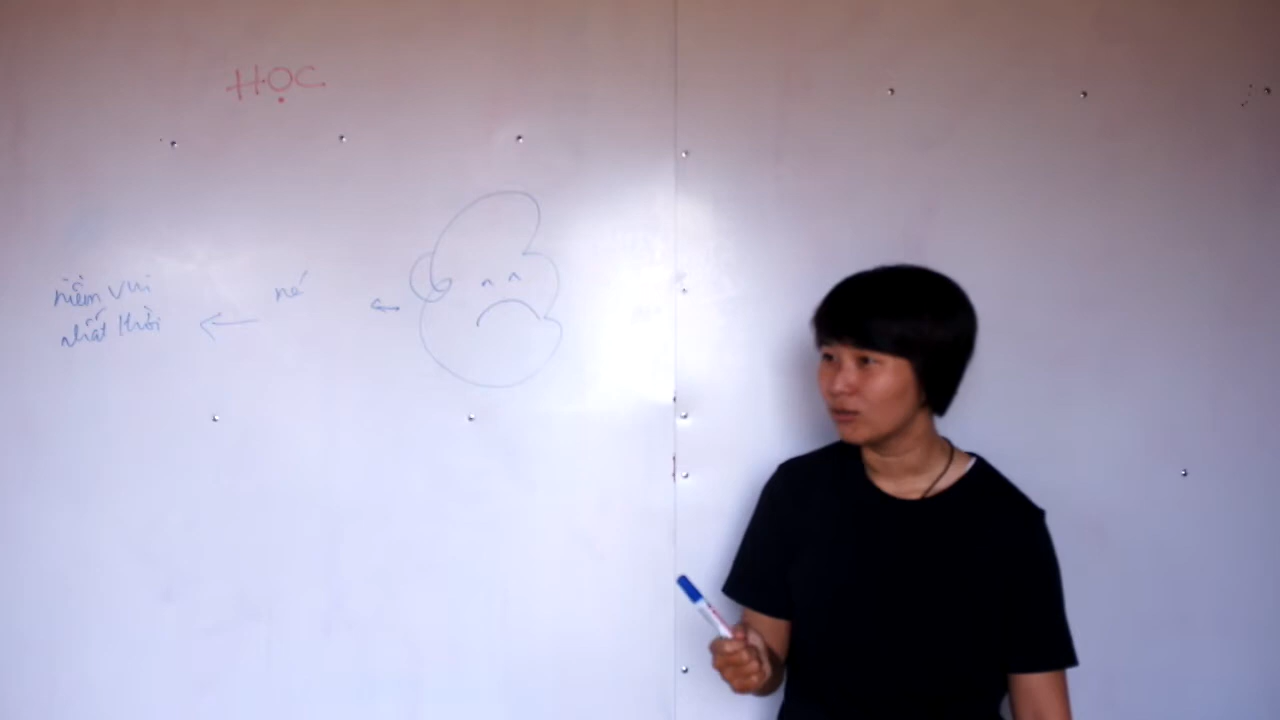 HỌC
niềm vui
nhất thời
né